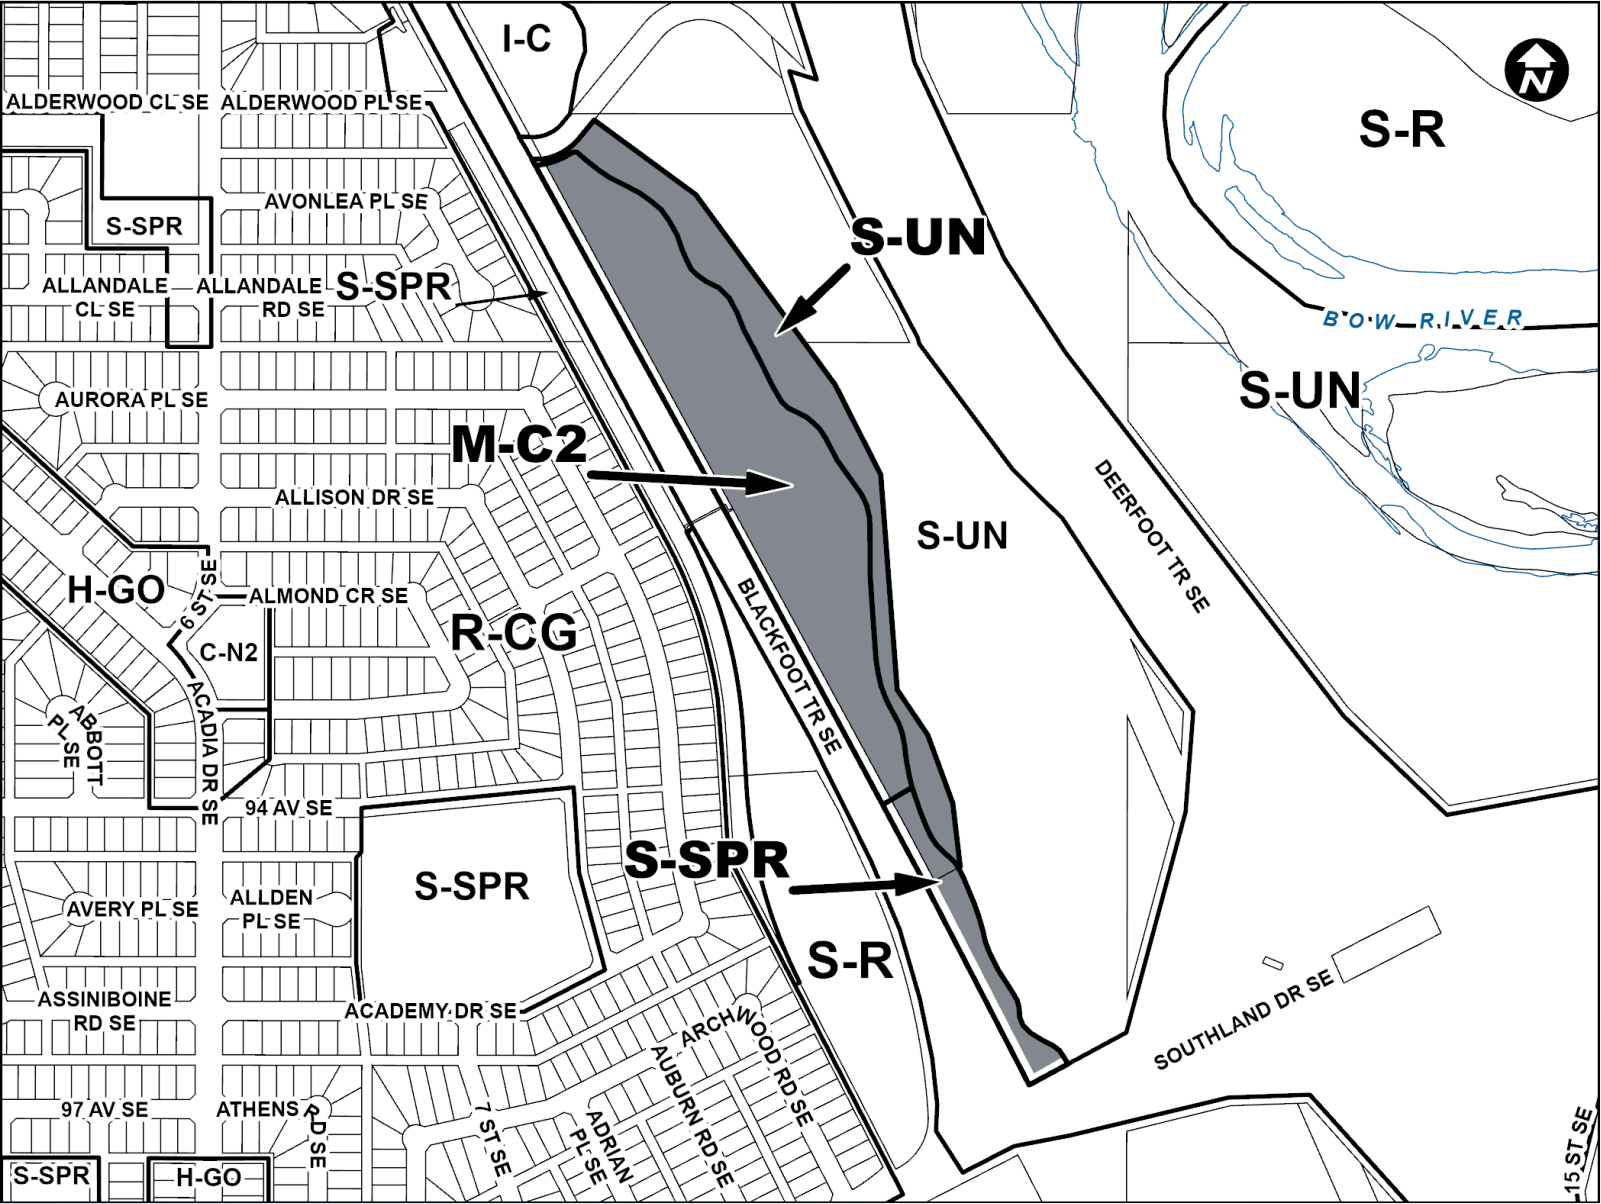 I-C
N
ALDERWOOD CL SE
ALDERWOOD PL SE
S-R
AVONLEA PL SE
S-SPR
S-UN
ALLANDALE
CL SE
ALLANDALE
RD SE
S-SPR
BOW RIVER
AURORA PL SE
S-UN
M-C2
ALLISON DR SE
DEERFOOT TR SE
S-UN
H-GO
6 ST SE
ALMOND CR SE
R-CG
BLACKFOOT TR SE
C-N2
ACADIA DR SE
ABBOTT
PL SE
94 AV SE
S-SPR
S-SPR
AVERY PL SE
ALLDEN
PL SE
S-R
ASSINIBOINE
RD SE
ACADEMY DR SE
ARCHWOOD RD SE
SOUTHLAND DR SE
AUBURN RD SE
97 AV SE
ATHENS
RD SE
7 ST SE
ADRIAN
PL SE
15 ST SE
S-SPR
H-GO